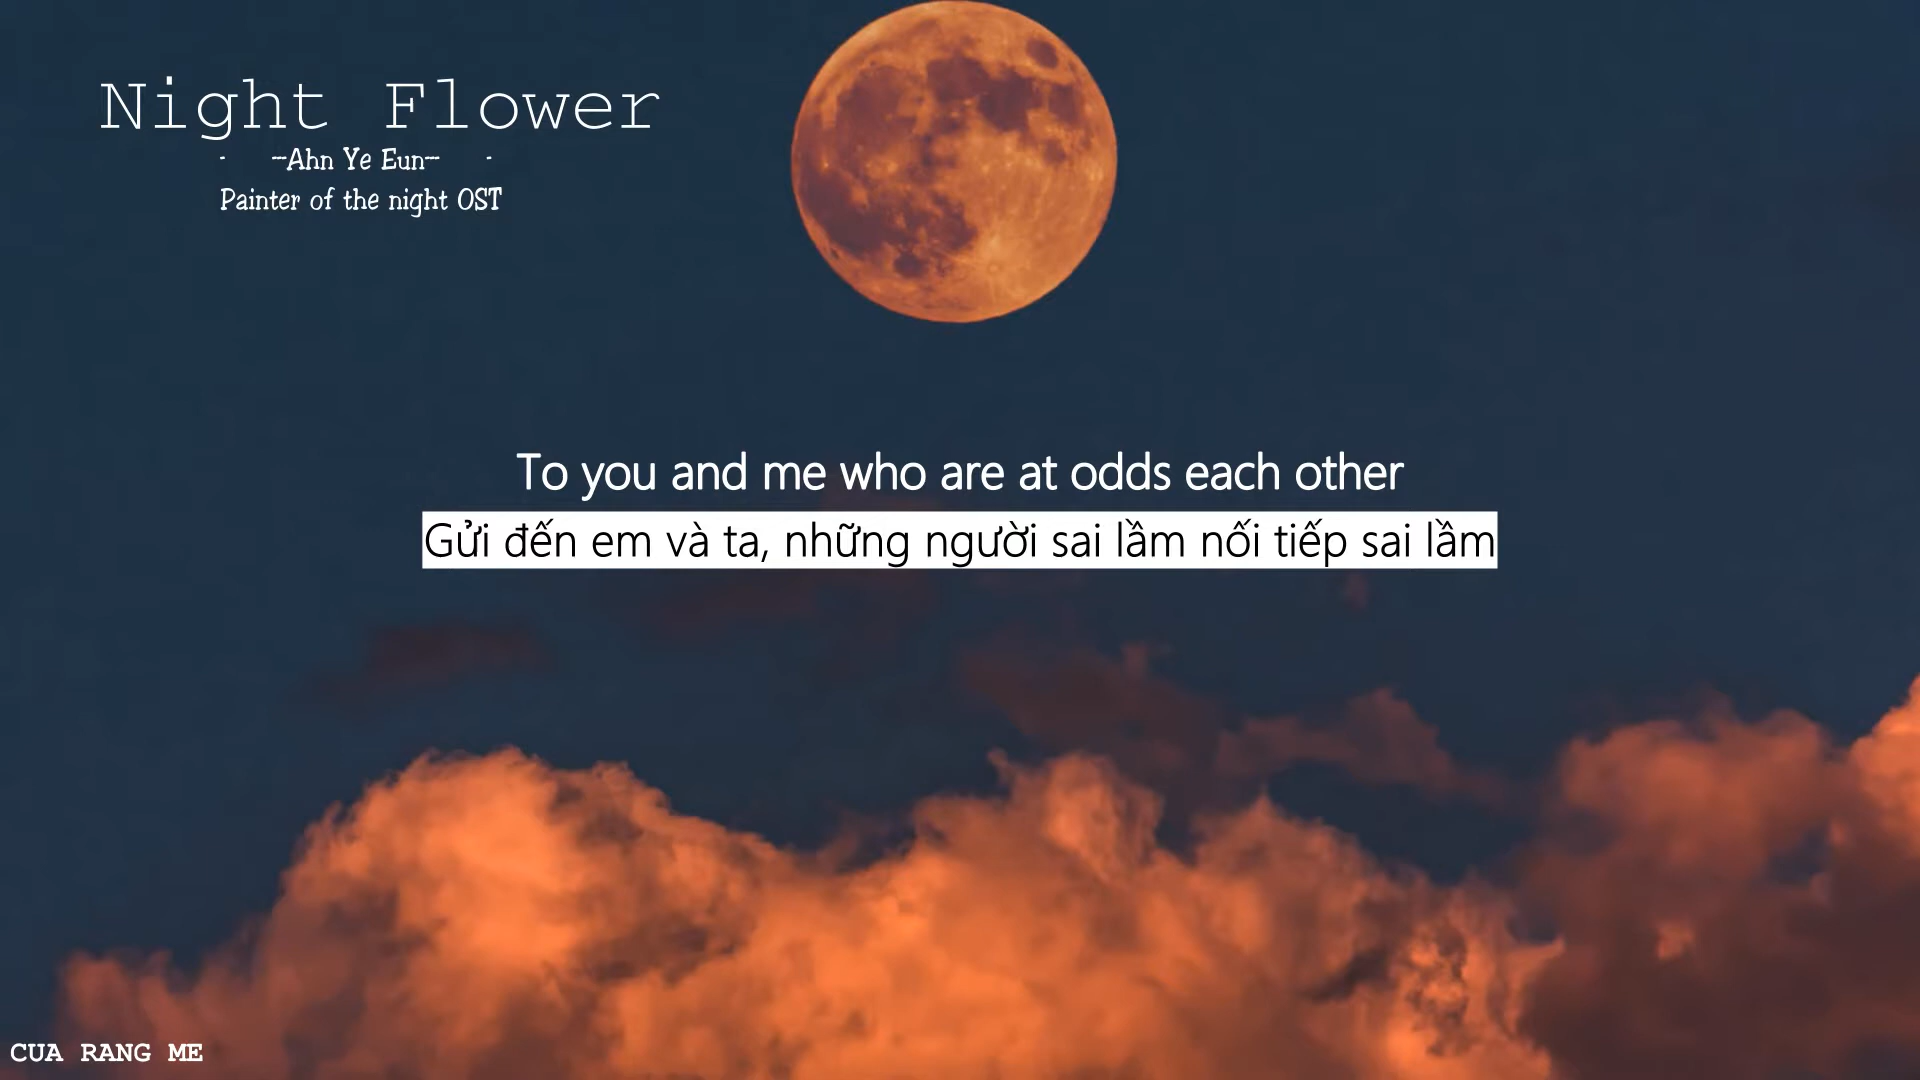 Night Flower
- --Ahn Ye Eun-- -
Painter of the night OST
To you and me who are at odds each other
Gửi đến em và ta, những người sai lầm nối tiếp sai lầm
CUA RANG ME